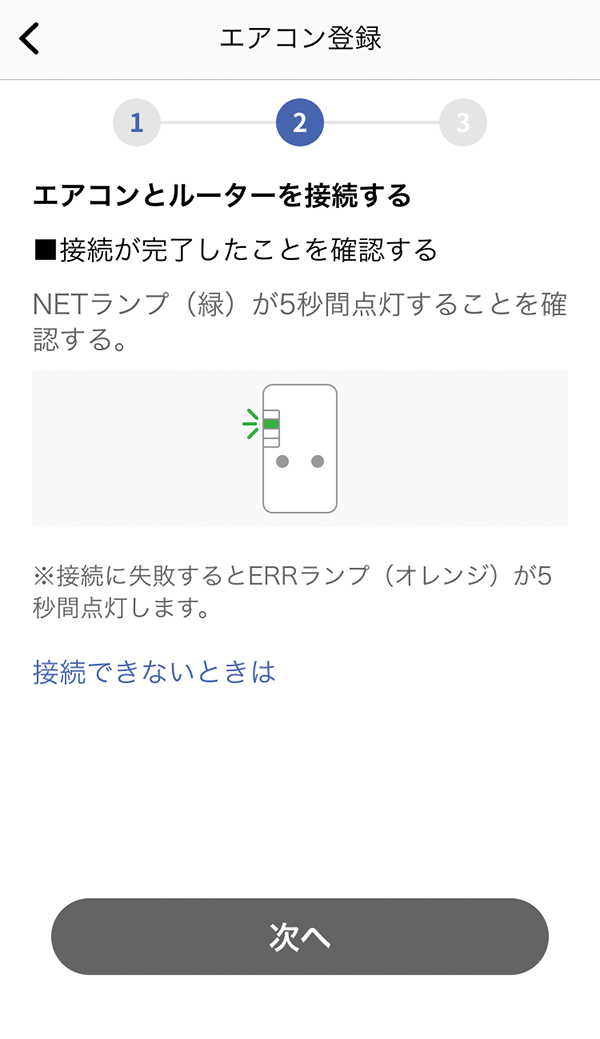 エアコン登録
1 2 3
エアコンとルーターを接続する
■接続が完了したことを確認する
NETランプ（緑）が5秒間点灯することを確
認する。
※接続に失敗するとERRランプ（オレンジ）が5
秒間点灯します。
接続できないときは
次へ